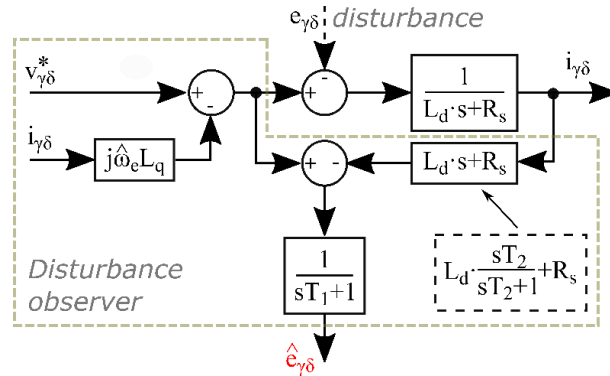 e_γδ disturbance
v*_γδ
+
-
+
-
1
L_d·s+R_s
i_γδ
i_γδ
jω̂_eL_q
+
-
L_d·s+R_s
1
sT_1+1
L_d·sT_2/sT_2+1+R_s
Disturbance
observer
ê_γδ